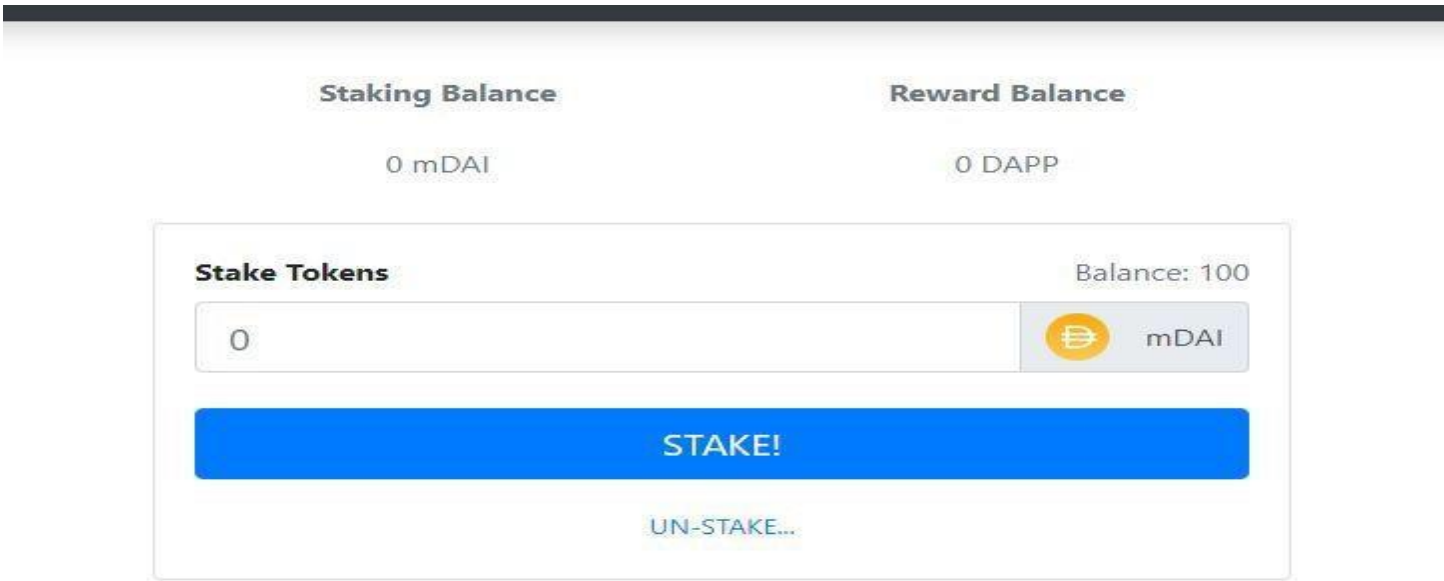 Staking Balance Reward Balance
0 mDAI 0 DAPP
Stake Tokens Balance: 100
0 mDAI
STAKE!
UN-STAKE...